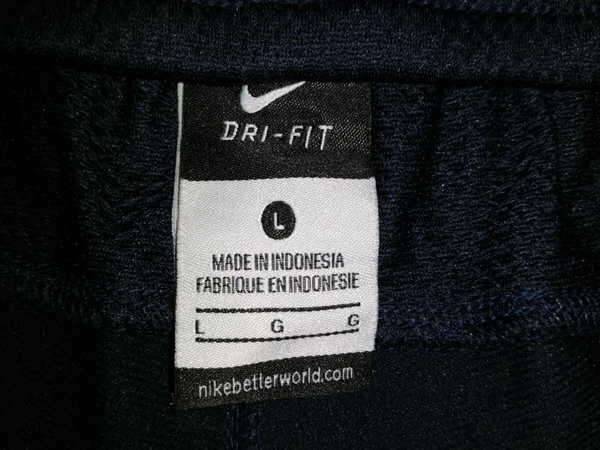 DRI-FIT
L
MADE IN INDONESIA
FABRIQUE EN INDONESIE
L G G
nikebetterworld.com